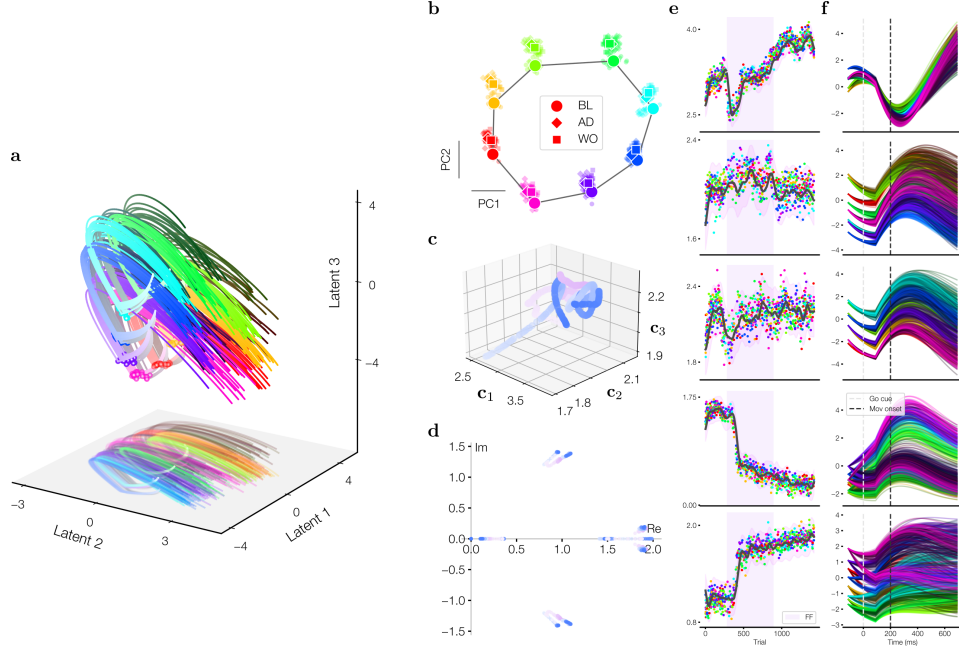 a
4
0
−4
Latent 3
−3
0
3
Latent 2
−4
0
4
Latent 1
b
BL
AD
WO
PC2
PC1
c
2.5
3.5
c₁
1.7
1.8
2.1
c₂
1.9
2.2
c₃
d
1.5
1.0
0.5
0.0
−0.5
−1.0
−1.5
Im
Re
0.0
0.5
1.0
1.5
2.0
e
4.0
2.5
2.4
1.6
2.4
1.6
1.75
0.00
2.0
0.8
FF
0
500
1000
Trial
f
4
2
0
−2
4
2
0
−2
−4
4
2
0
−2
−4
Go cue
Mov onset
4
2
0
−2
3
2
1
0
−1
−2
−3
0
200
400
600
Time (ms)